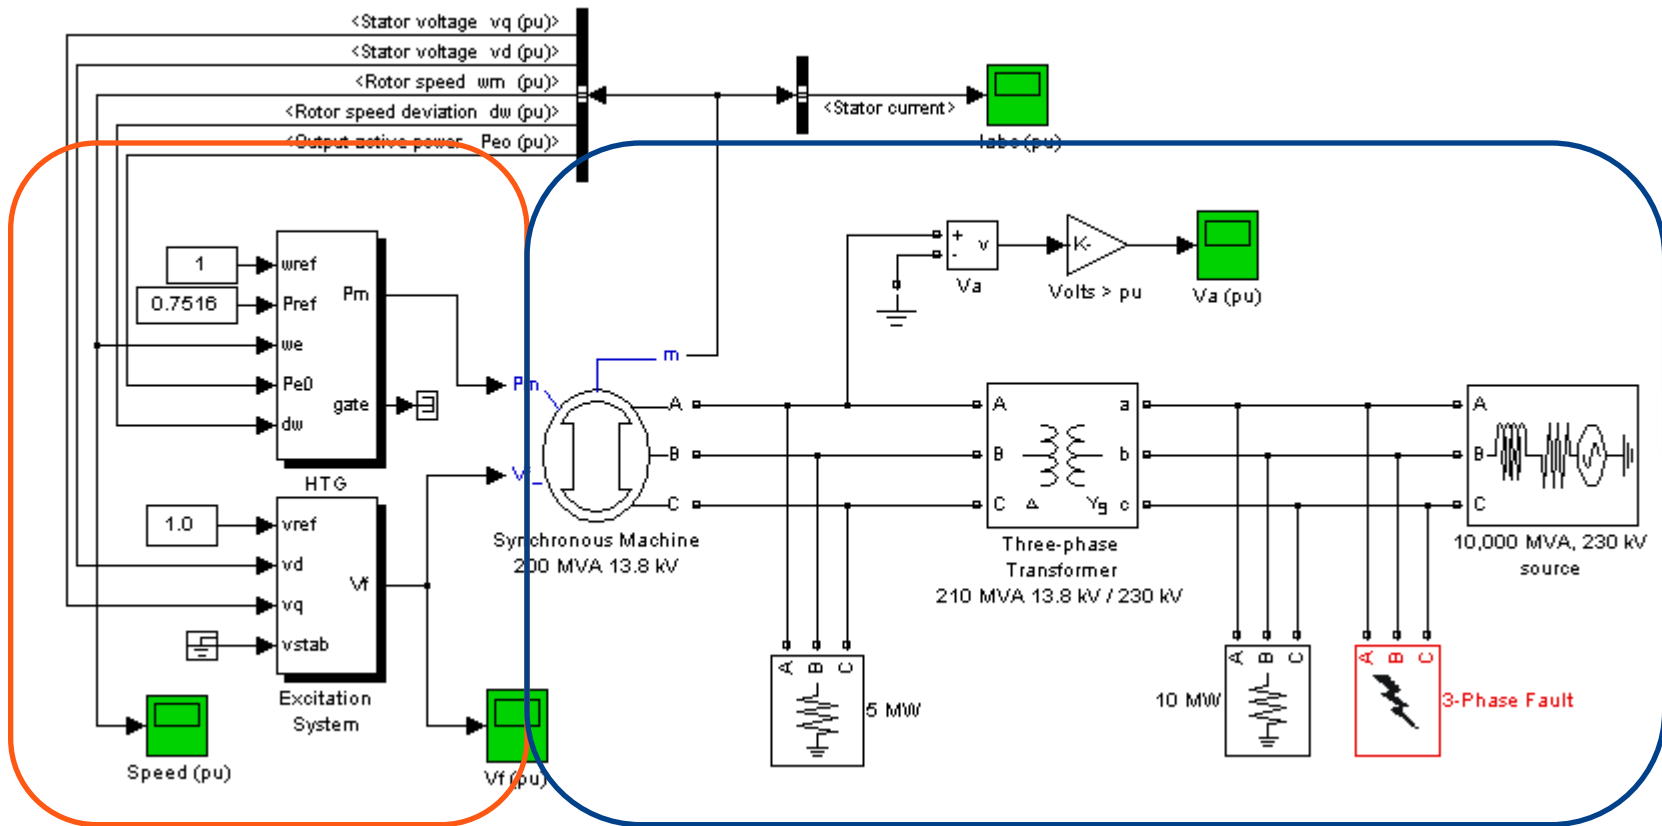 <Stator voltage vq (pu)>
<Stator voltage vd (pu)>
<Rotor speed wm (pu)>
<Rotor speed deviation dw (pu)>
<Output active power Peo (pu)>
<Stator current>
Iabc (pu)
1
wref
0.7516
Pref
Pm
we
Pe0
gate
dw
HTG
1.0
vref
vd
Vf
vq
vstab
Excitation
System
Speed (pu)
Vf (pu)
Pm
Vf_
m
A
B
C
Synchronous Machine
200 MVA 13.8 kV
+
-
v
Va
K-
Volts > pu
Va (pu)
A
B
C
Δ
Yg
a
b
c
Three-phase
Transformer
210 MVA 13.8 kV / 230 kV
A
B
C
10,000 MVA, 230 kV
source
A B C
5 MW
A B C
10 MW
A B C
3-Phase Fault